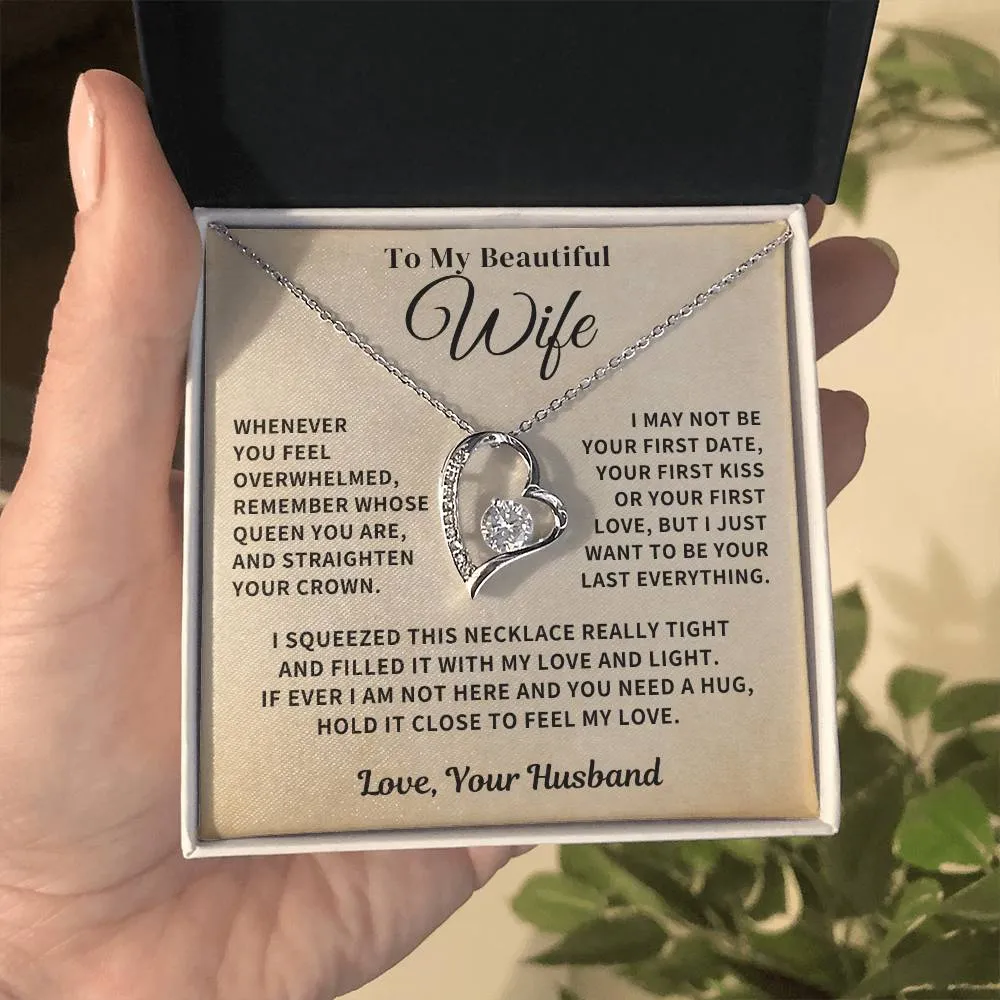 To My Beautiful
Wife
WHENEVER
YOU FEEL
OVERWHELMED,
REMEMBER WHOSE
QUEEN YOU ARE,
AND STRAIGHTEN
YOUR CROWN.
I MAY NOT BE
YOUR FIRST DATE,
YOUR FIRST KISS
OR YOUR FIRST
LOVE, BUT I JUST
WANT TO BE YOUR
LAST EVERYTHING.
I SQUEEZED THIS NECKLACE REALLY TIGHT
AND FILLED IT WITH MY LOVE AND LIGHT.
IF EVER I AM NOT HERE AND YOU NEED A HUG,
HOLD IT CLOSE TO FEEL MY LOVE.
Love, Your Husband